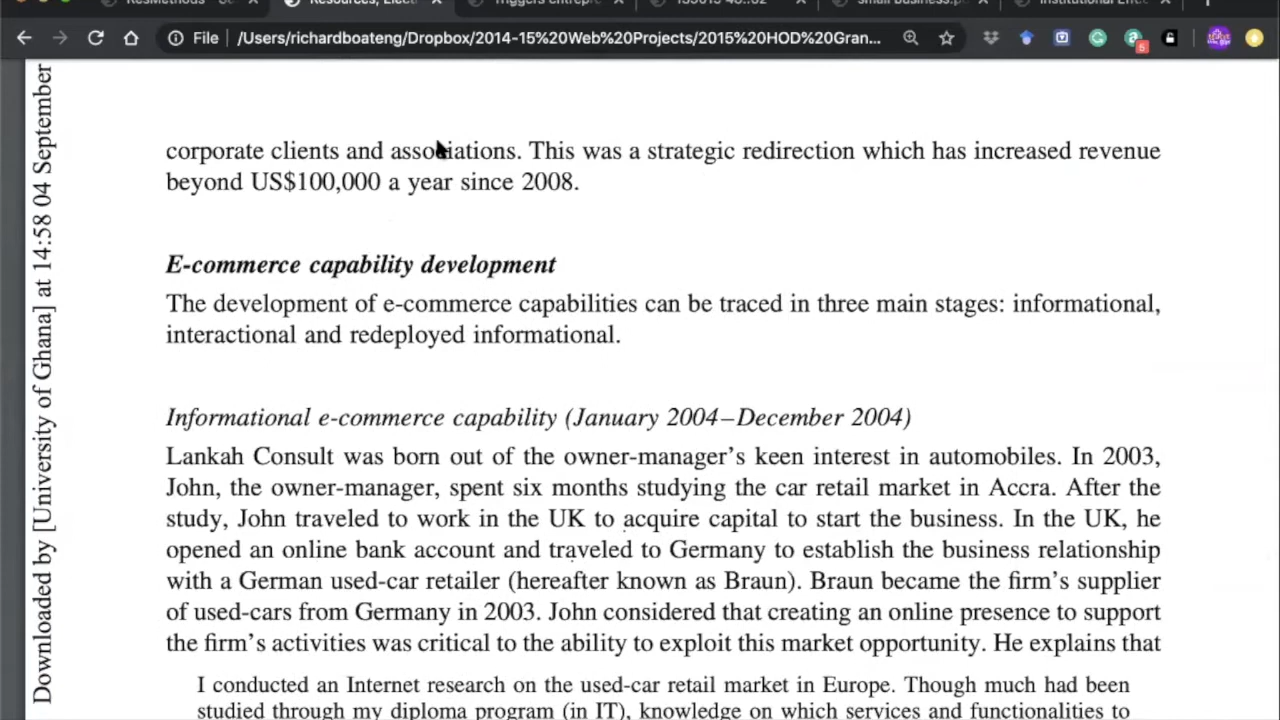 Resources, Elect
Triggers entrepr
small business.p
File
/Users/richardboateng/Dropbox/2014-15%20Web%20Projects/2015%20HOD%20Gran...
6
Downloaded by [University of Ghana] at 14:58 04 September
corporate clients and associations. This was a strategic redirection which has increased revenue
beyond US$100,000 a year since 2008.
E-commerce capability development
The development of e-commerce capabilities can be traced in three main stages: informational,
interactional and redeployed informational.
Informational e-commerce capability (January 2004–December 2004)
Lankah Consult was born out of the owner-manager's keen interest in automobiles. In 2003,
John, the owner-manager, spent six months studying the car retail market in Accra. After the
study, John traveled to work in the UK to acquire capital to start the business. In the UK, he
opened an online bank account and traveled to Germany to establish the business relationship
with a German used-car retailer (hereafter known as Braun). Braun became the firm's supplier
of used-cars from Germany in 2003. John considered that creating an online presence to support
the firm's activities was critical to the ability to exploit this market opportunity. He explains that
I conducted an Internet research on the used-car retail market in Europe. Though much had been
studied through my diploma program (in IT), knowledge on which services and functionalities to